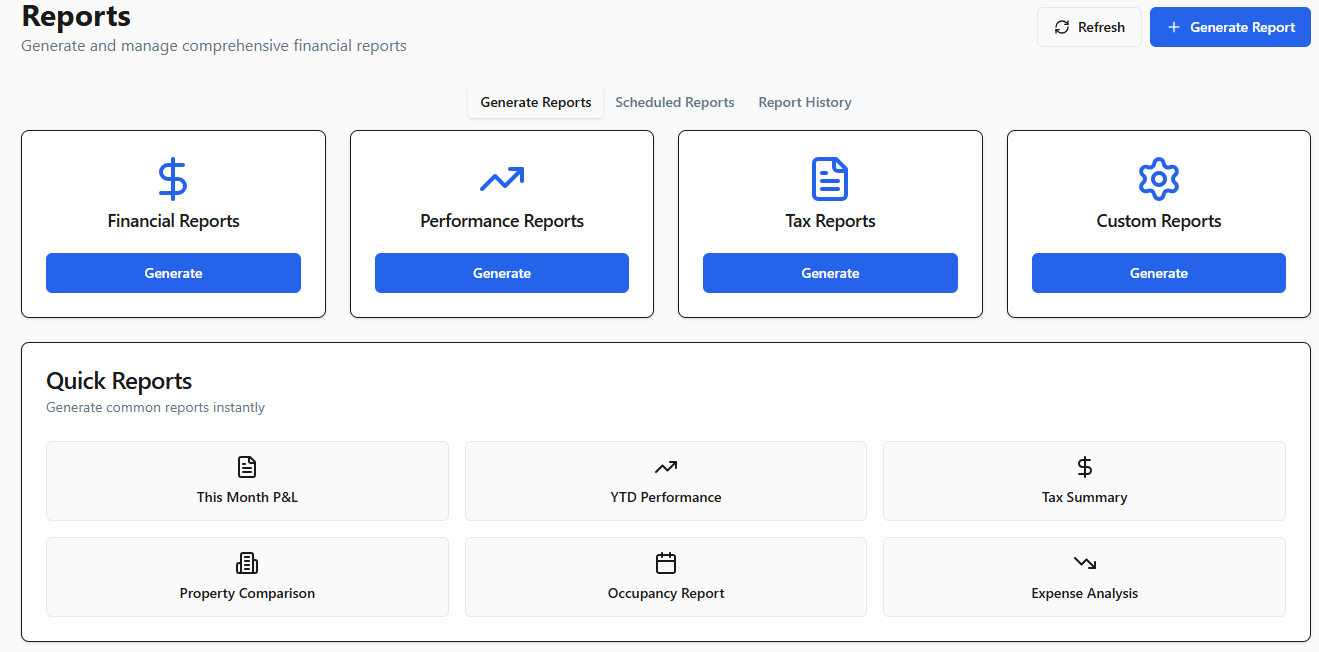 Reports
Generate and manage comprehensive financial reports
Refresh
Generate Report
Generate Reports
Scheduled Reports
Report History
Financial Reports
Generate
Performance Reports
Generate
Tax Reports
Generate
Custom Reports
Generate
Quick Reports
Generate common reports instantly
This Month P&L
YTD Performance
Tax Summary
Property Comparison
Occupancy Report
Expense Analysis